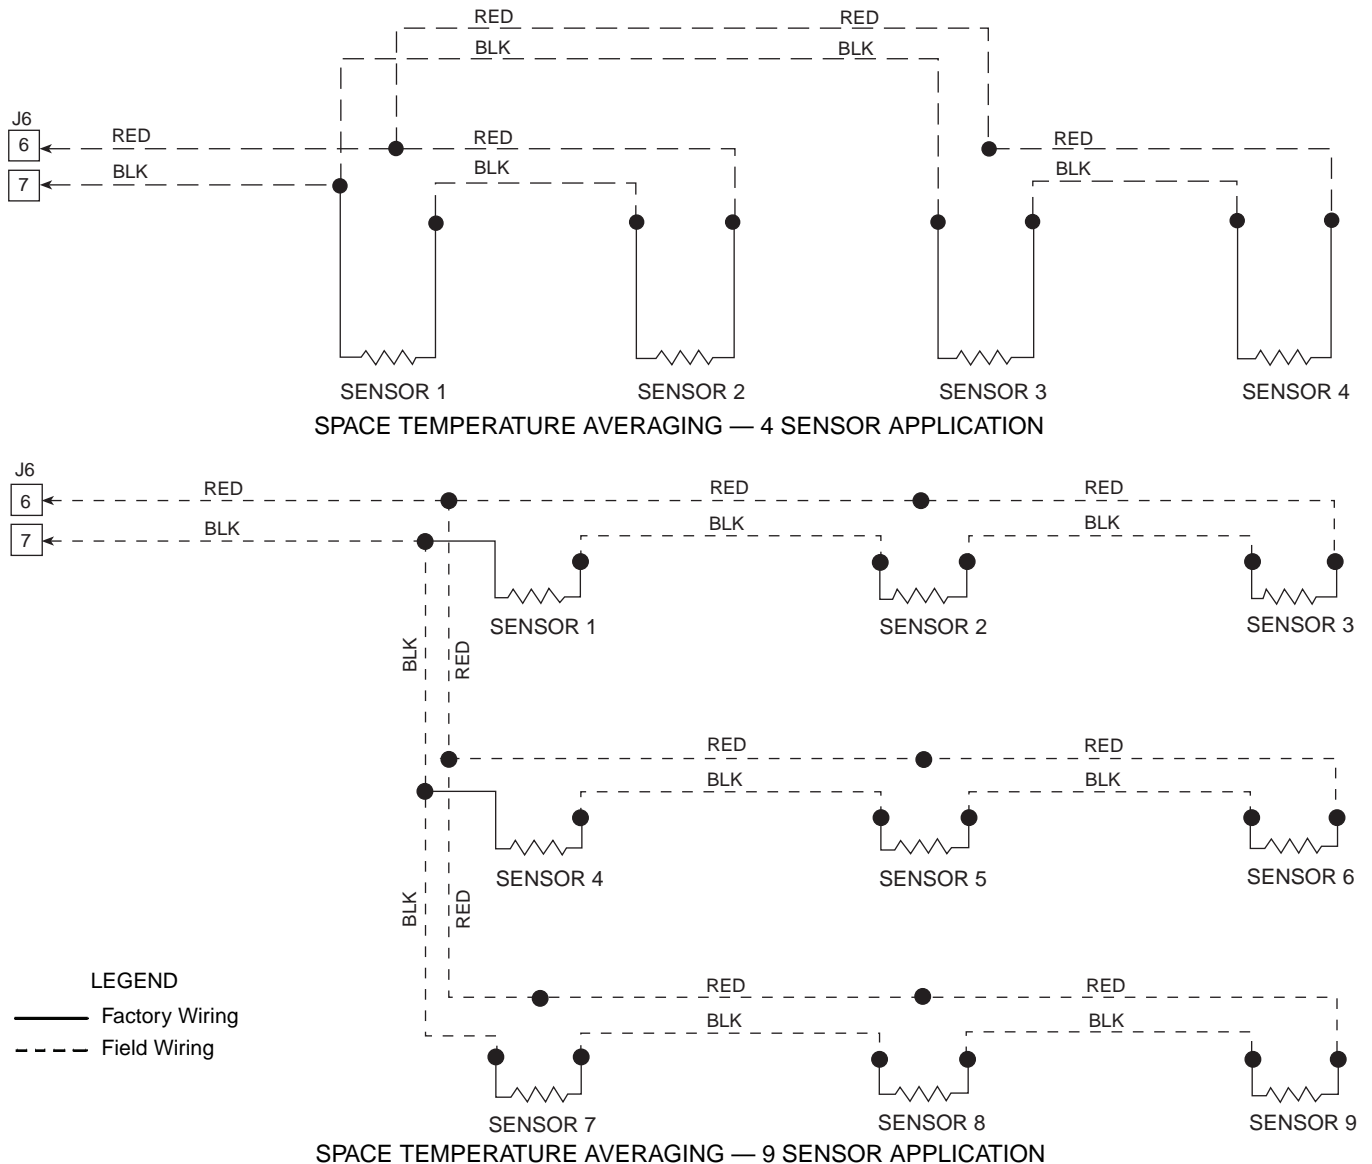 RED RED
BLK BLK
J6
6 RED RED RED
7 BLK BLK BLK
SENSOR 1 SENSOR 2 SENSOR 3 SENSOR 4
SPACE TEMPERATURE AVERAGING — 4 SENSOR APPLICATION
J6
6 RED RED RED
7 BLK BLK BLK
SENSOR 1 SENSOR 2 SENSOR 3
BLK RED
RED RED
BLK BLK
SENSOR 4 SENSOR 5 SENSOR 6
BLK RED
LEGEND
Factory Wiring
Field Wiring
RED RED
BLK BLK
SENSOR 7 SENSOR 8 SENSOR 9
SPACE TEMPERATURE AVERAGING — 9 SENSOR APPLICATION